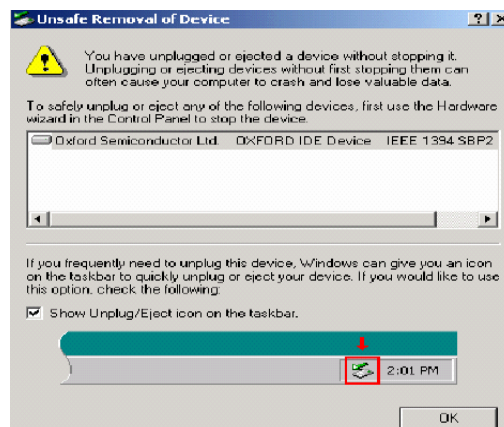 Unsafe Removal of Device
You have unplugged or ejected a device without stopping it.
Unplugging or ejecting devices without first stopping them can
often cause your computer to crash and lose valuable data.
To safely unplug or eject any of the following devices, first use the Hardware
wizard in the Control Panel to stop the device.
Oxford Semiconductor Ltd. OXFORD IDE Device IEEE 1394 SBP2
If you frequently need to unplug this device, Windows can give you an icon
on the taskbar to quickly unplug or eject your device. If you would like to use
this option, check the following:
Show Unplug/Eject icon on the taskbar.
2:01 PM
OK